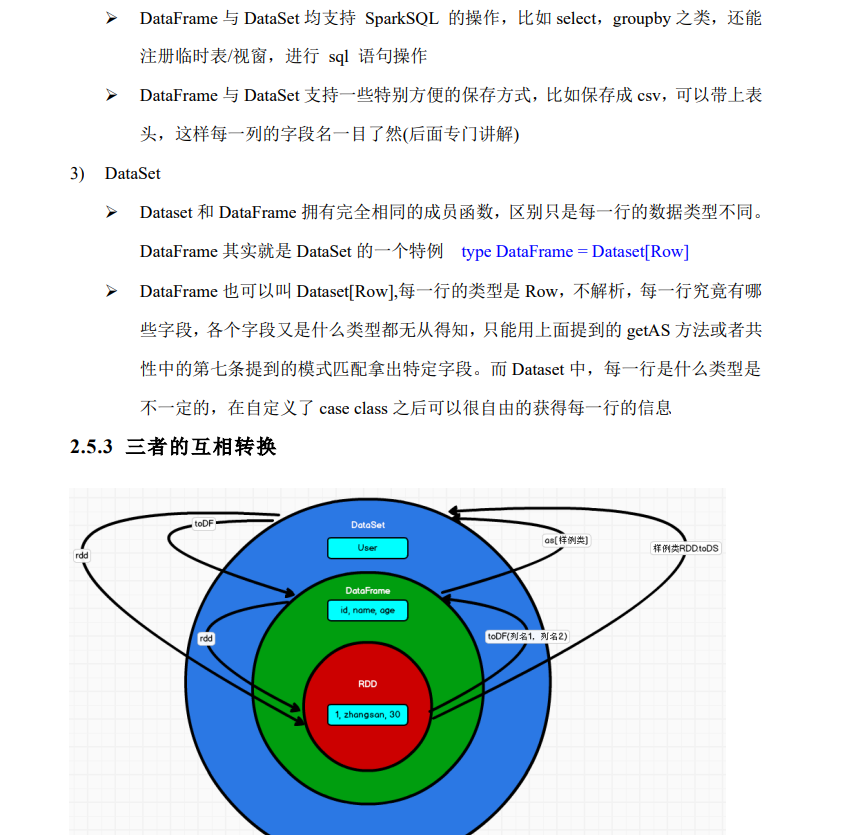 ➢ DataFrame 与 DataSet 均支持 SparkSQL 的操作，比如 select，groupby 之类，还能
注册临时表/视窗，进行 sql 语句操作
➢ DataFrame 与 DataSet 支持一些特别方便的保存方式，比如保存成 csv，可以带上表
头，这样每一列的字段名一目了然(后面专门讲解)
3) DataSet
➢ Dataset 和 DataFrame 拥有完全相同的成员函数，区别只是每一行的数据类型不同。
DataFrame 其实就是 DataSet 的一个特例 type DataFrame = Dataset[Row]
➢ DataFrame 也可以叫 Dataset[Row],每一行的类型是 Row，不解析，每一行究竟有哪
些字段，各个字段又是什么类型都无从得知，只能用上面提到的 getAS 方法或者共
性中的第七条提到的模式匹配拿出特定字段。而 Dataset 中，每一行是什么类型是
不一定的，在自定义了 case class 之后可以很自由的获得每一行的信息
2.5.3 三者的互相转换
toDF
DataSet
User
as[样例类]
样例类RDD.toDS
rdd
DataFrame
id, name, age
rdd
toDF(列名1，列名2)
RDD
1, zhangsan, 30